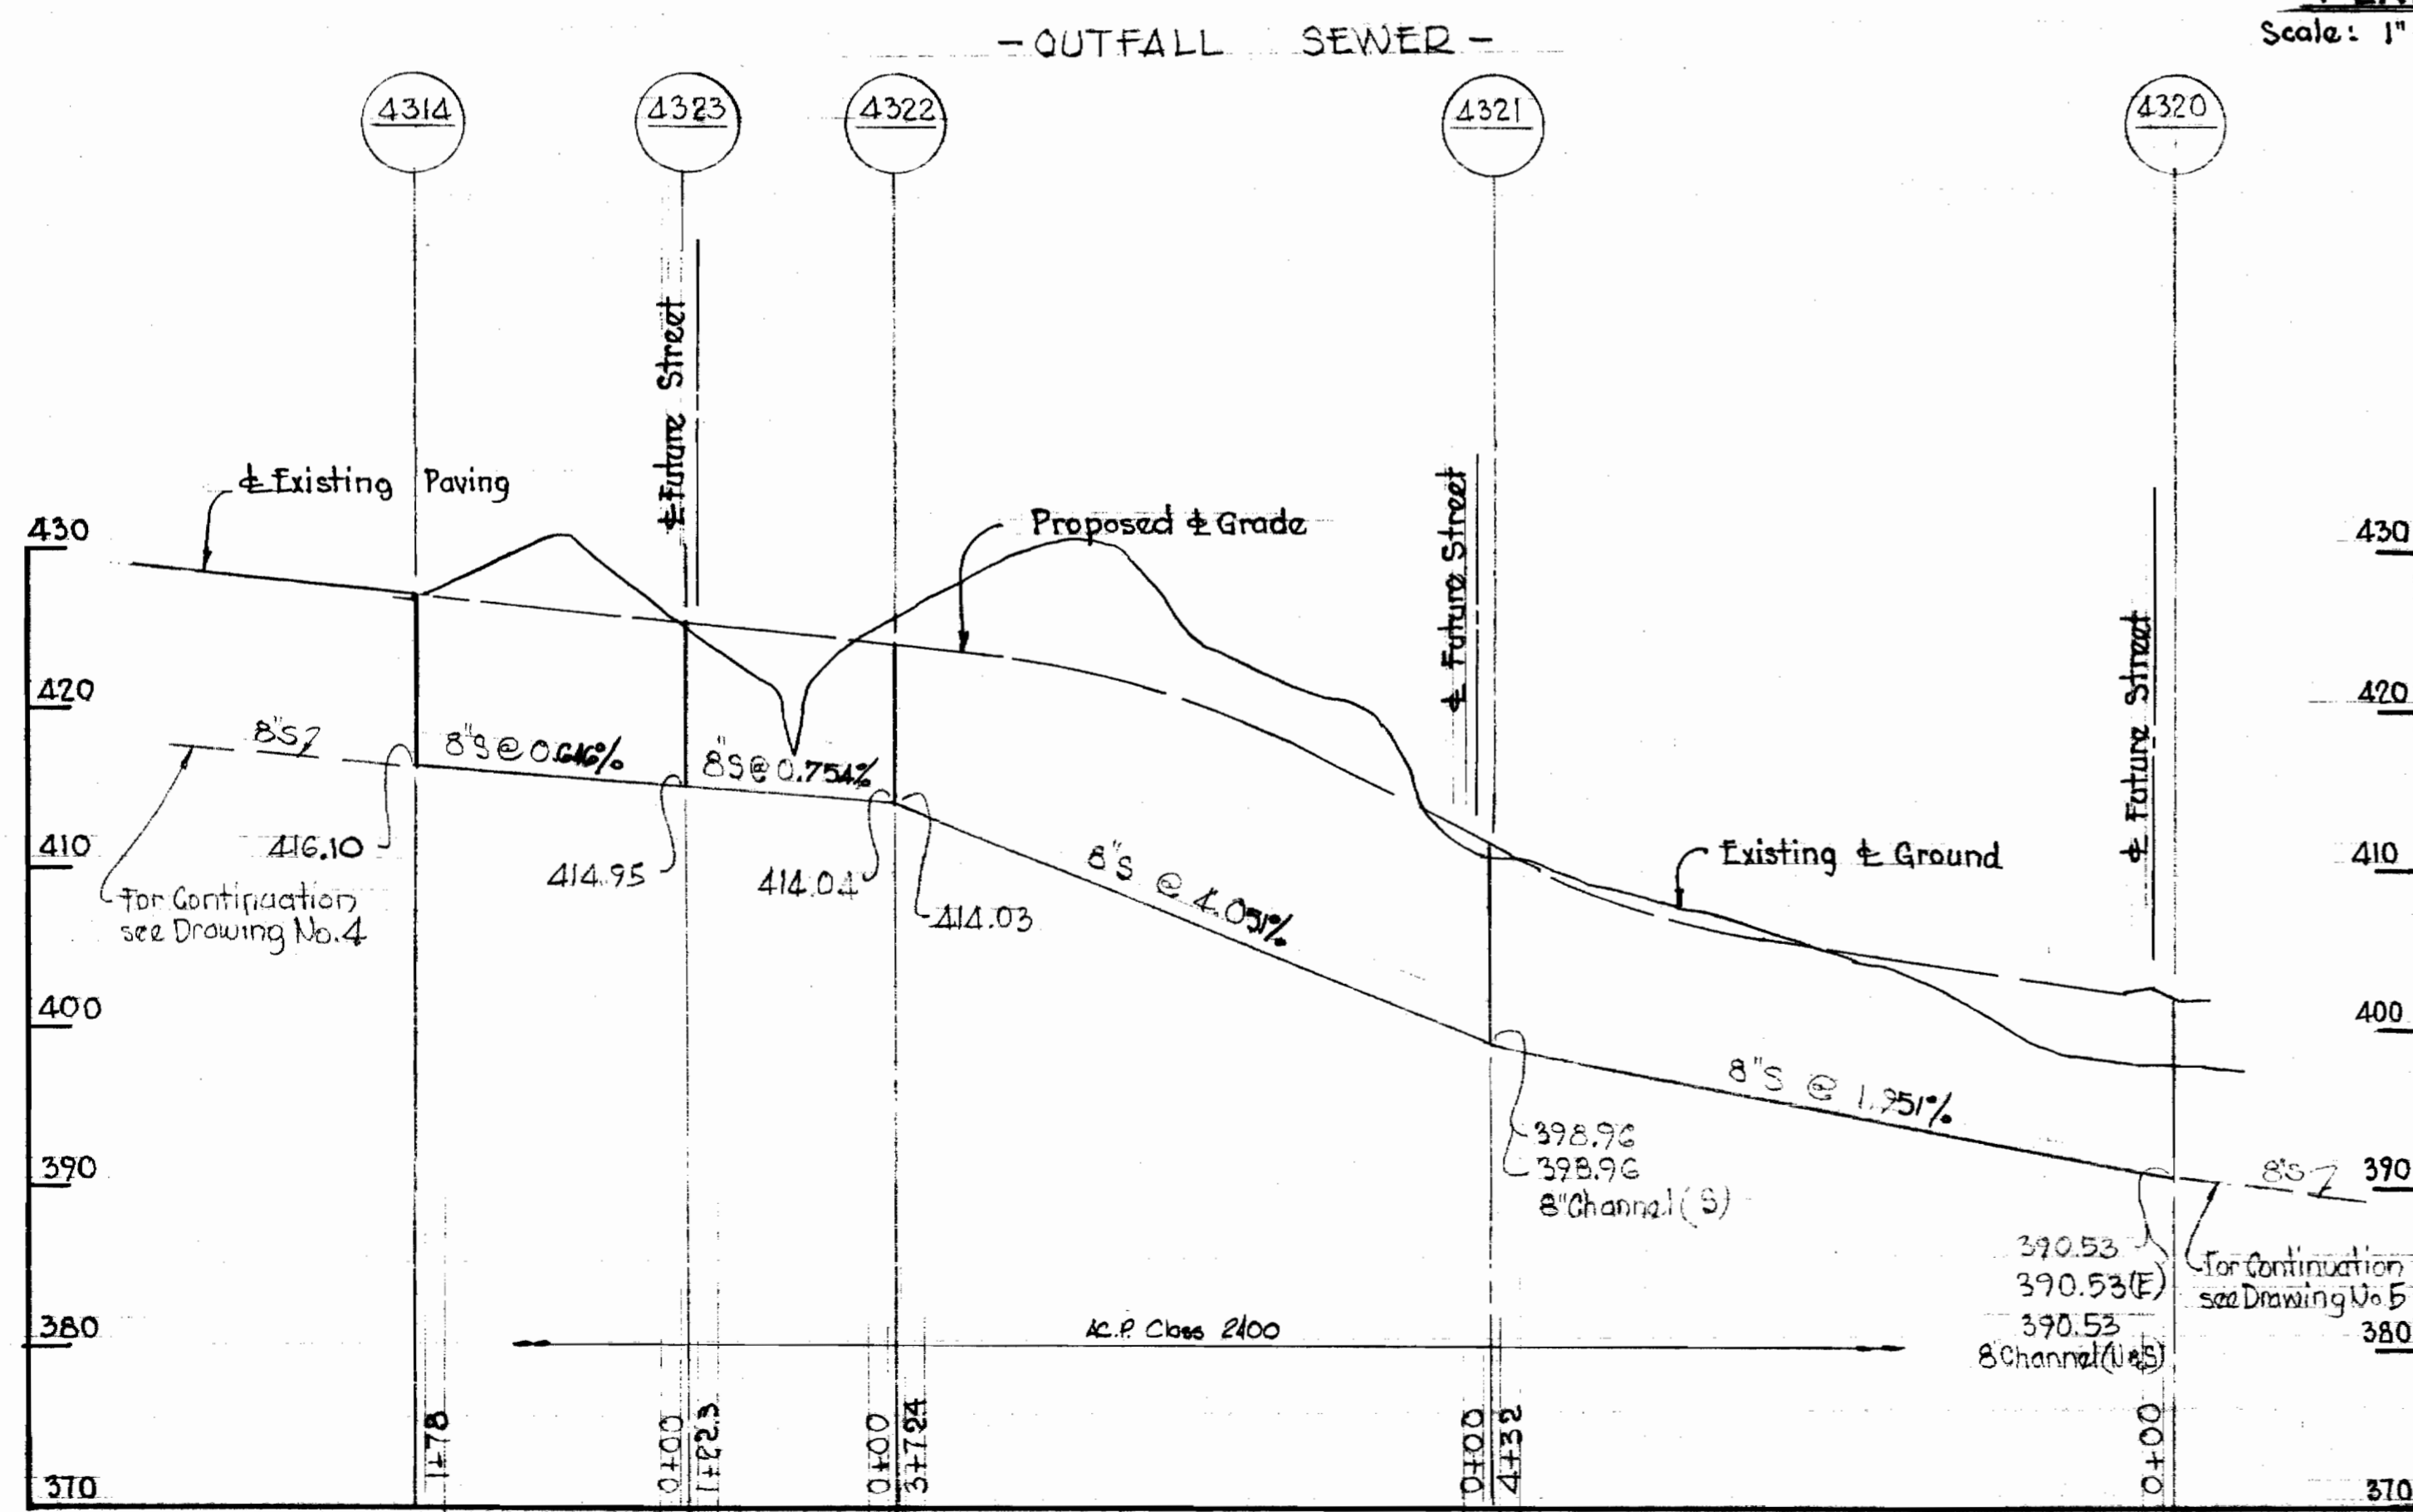 Scale: 1"
- OUTFALL SEWER -
4314
4323
4322
4321
4320
℄ Future Street
℄ Future Street
℄ Future Street
℄ Existing Paving
Proposed ℄ Grade
Existing ℄ Ground
430
420
410
400
390
380
370
430
420
410
400
390
380
370
8"S
8"S @ 0.646%
8"S @ 0.754%
8"S @ 4.051%
8"S @ 1.951%
8"S
416.10
414.95
414.04
414.03
For Continuation
see Drawing No. 4
398.96
398.96
8" Channel (S)
390.53
390.53 (E)
390.53
8 Channel (N&S)
For Continuation
see Drawing No. 5
A.C.P. Class 2400
1+78
0+00
1+22.3
0+00
3+72.4
0+00
4+32
0+00